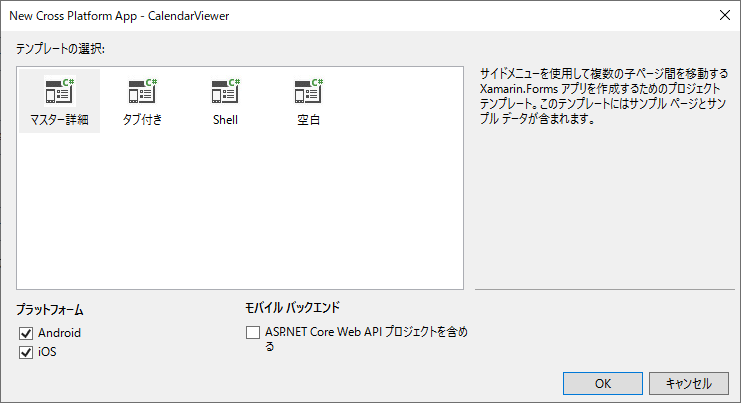 New Cross Platform App - CalendarViewer
テンプレートの選択:
C#
C#
C#
C#
マスター詳細
タブ付き
Shell
空白
サイドメニューを使用して複数の子ページ間を移動する
Xamarin.Forms アプリを作成するためのプロジェクト
テンプレート。このテンプレートにはサンプル ページとサン
プル データが含まれます。
プラットフォーム
Android
iOS
モバイル バックエンド
ASP.NET Core Web API プロジェクトを含め
る
OK
キャンセル